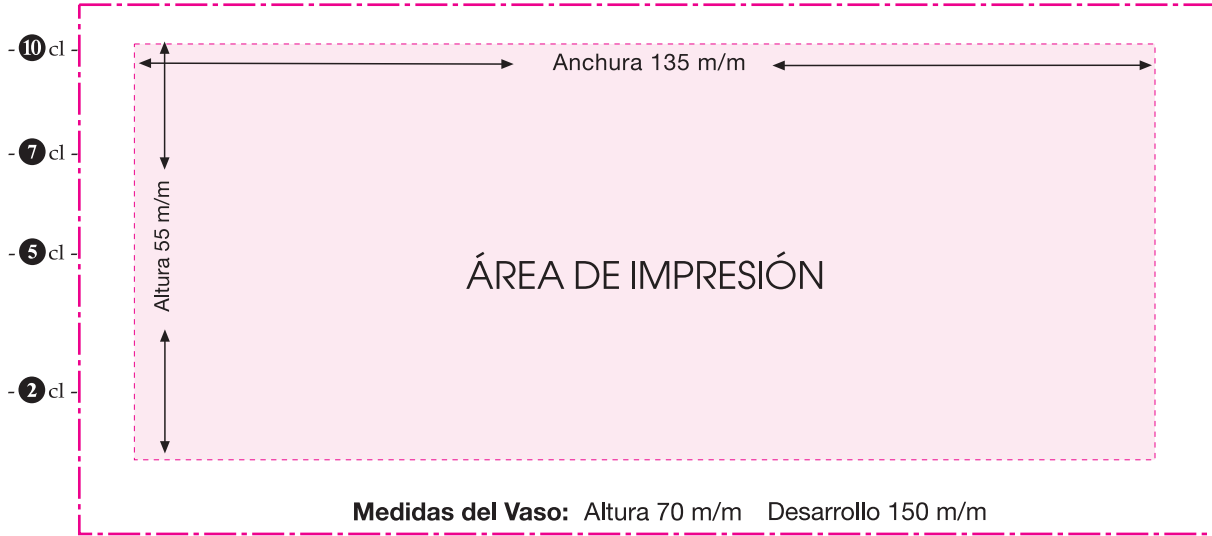 - 10 cl -
Anchura 135 m/m
- 7 cl -
Altura 55 m/m
- 5 cl -
ÁREA DE IMPRESIÓN
- 2 cl -
Medidas del Vaso: Altura 70 m/m Desarrollo 150 m/m